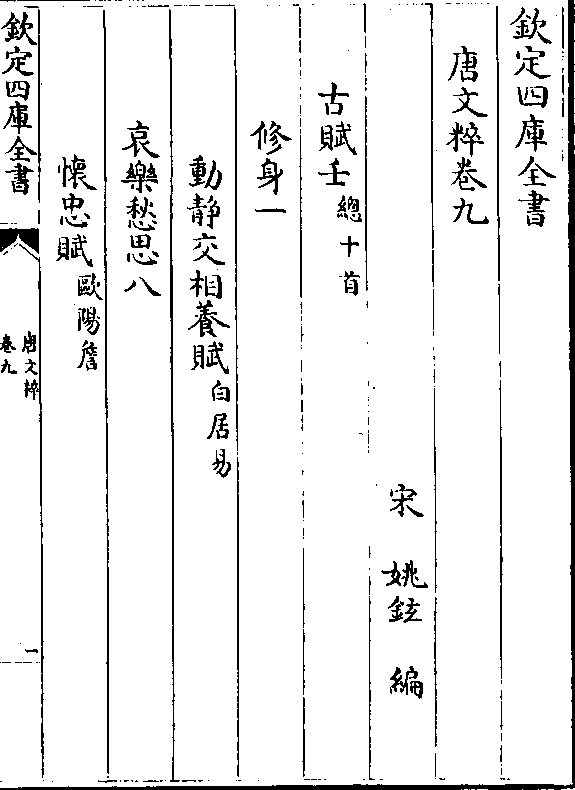 欽定四庫全書
唐文粹卷九
宋 姚鉉 編
古賦壬總十首
修身一
動靜交相養賦白居易
哀樂愁思八
懷忠賦歐陽詹
欽定四庫全書
唐文粹
卷九
一